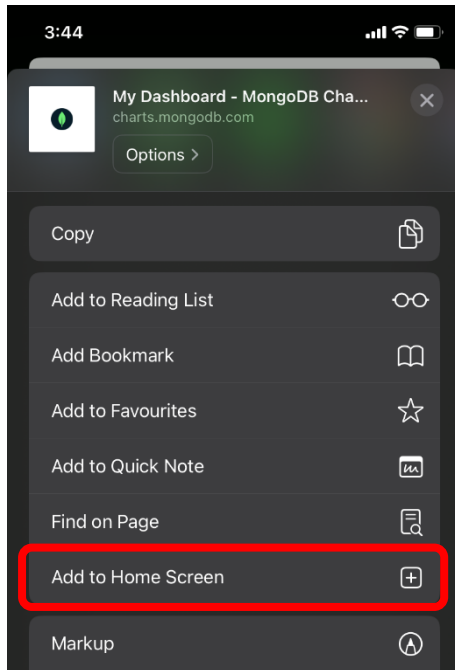 3:44
My Dashboard - MongoDB Cha...
charts.mongodb.com
Options >
Copy
Add to Reading List
Add Bookmark
Add to Favourites
Add to Quick Note
Find on Page
Add to Home Screen
Markup